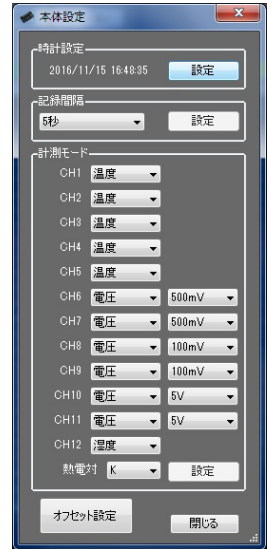 本体設定
時計設定
2016/11/15 16:48:35 設定
記録間隔
5秒 設定
計測モード
CH1 温度
CH2 温度
CH3 温度
CH4 温度
CH5 温度
CH6 電圧 500mV
CH7 電圧 500mV
CH8 電圧 100mV
CH9 電圧 100mV
CH10 電圧 5V
CH11 電圧 5V
CH12 湿度
熱電対 K 設定
オフセット設定 閉じる